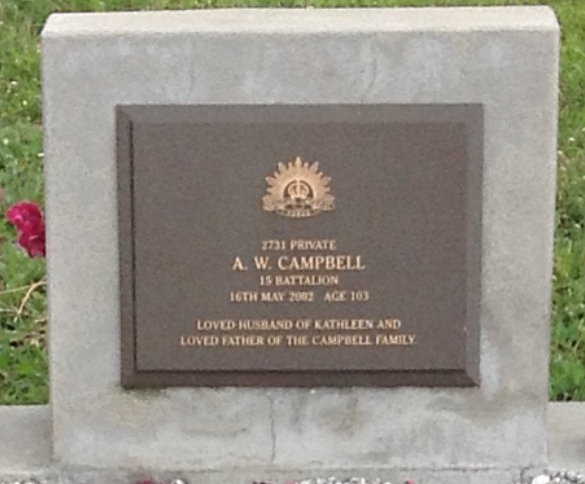 2731 PRIVATE
A. W. CAMPBELL
15 BATTALION
16TH MAY 2002 AGE 103
LOVED HUSBAND OF KATHLEEN AND
LOVED FATHER OF THE CAMPBELL FAMILY